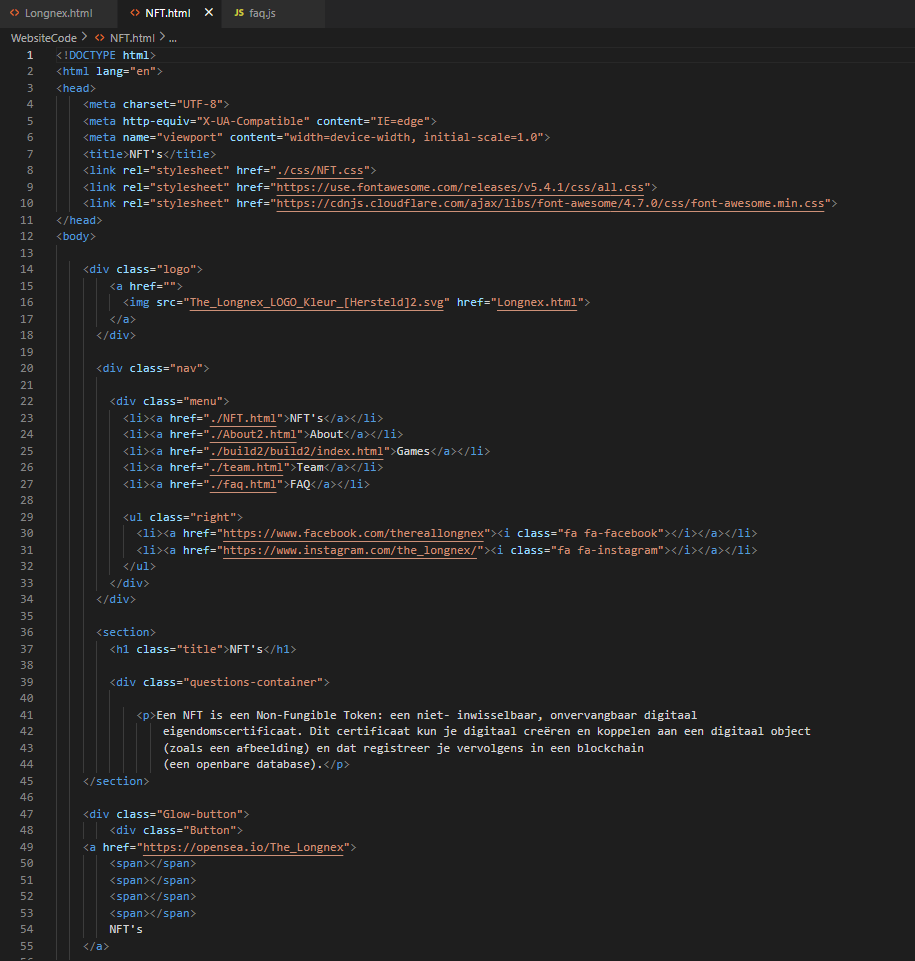 Longnex.html NFT.html × JS faq.js
WebsiteCode > <> NFT.html > ...
1 <!DOCTYPE html>
2 <html lang="en">
3 <head>
4 <meta charset="UTF-8">
5 <meta http-equiv="X-UA-Compatible" content="IE=edge">
6 <meta name="viewport" content="width=device-width, initial-scale=1.0">
7 <title>NFT's</title>
8 <link rel="stylesheet" href="./css/NFT.css">
9 <link rel="stylesheet" href="https://use.fontawesome.com/releases/v5.4.1/css/all.css">
10 <link rel="stylesheet" href="https://cdnjs.cloudflare.com/ajax/libs/font-awesome/4.7.0/css/font-awesome.min.css">
11 </head>
12 <body>
13
14 <div class="logo">
15 <a href="">
16 <img src="The_Longnex_LOGO_Kleur_[Hersteld]2.svg" href="Longnex.html">
17 </a>
18 </div>
19
20 <div class="nav">
21
22 <div class="menu">
23 <li><a href="./NFT.html">NFT's</a></li>
24 <li><a href="./About2.html">About</a></li>
25 <li><a href="./build2/build2/index.html">Games</a></li>
26 <li><a href="./team.html">Team</a></li>
27 <li><a href="./faq.html">FAQ</a></li>
28
29 <ul class="right">
30 <li><a href="https://www.facebook.com/thereallongnex"><i class="fa fa-facebook"></i></a></li>
31 <li><a href="https://www.instagram.com/the_longnex/"><i class="fa fa-instagram"></i></a></li>
32 </ul>
33 </div>
34 </div>
35
36 <section>
37 <h1 class="title">NFT's</h1>
38
39 <div class="questions-container">
40
41 <p>Een NFT is een Non-Fungible Token: een niet- inwisselbaar, onvervangbaar digitaal
42 eigendomscertificaat. Dit certificaat kun je digitaal creëren en koppelen aan een digitaal object
43 (zoals een afbeelding) en dat registreer je vervolgens in een blockchain
44 (een openbare database).</p>
45 </section>
46
47 <div class="Glow-button">
48 <div class="Button">
49 <a href="https://opensea.io/The_Longnex">
50 <span></span>
51 <span></span>
52 <span></span>
53 <span></span>
54 NFT's
55 </a>